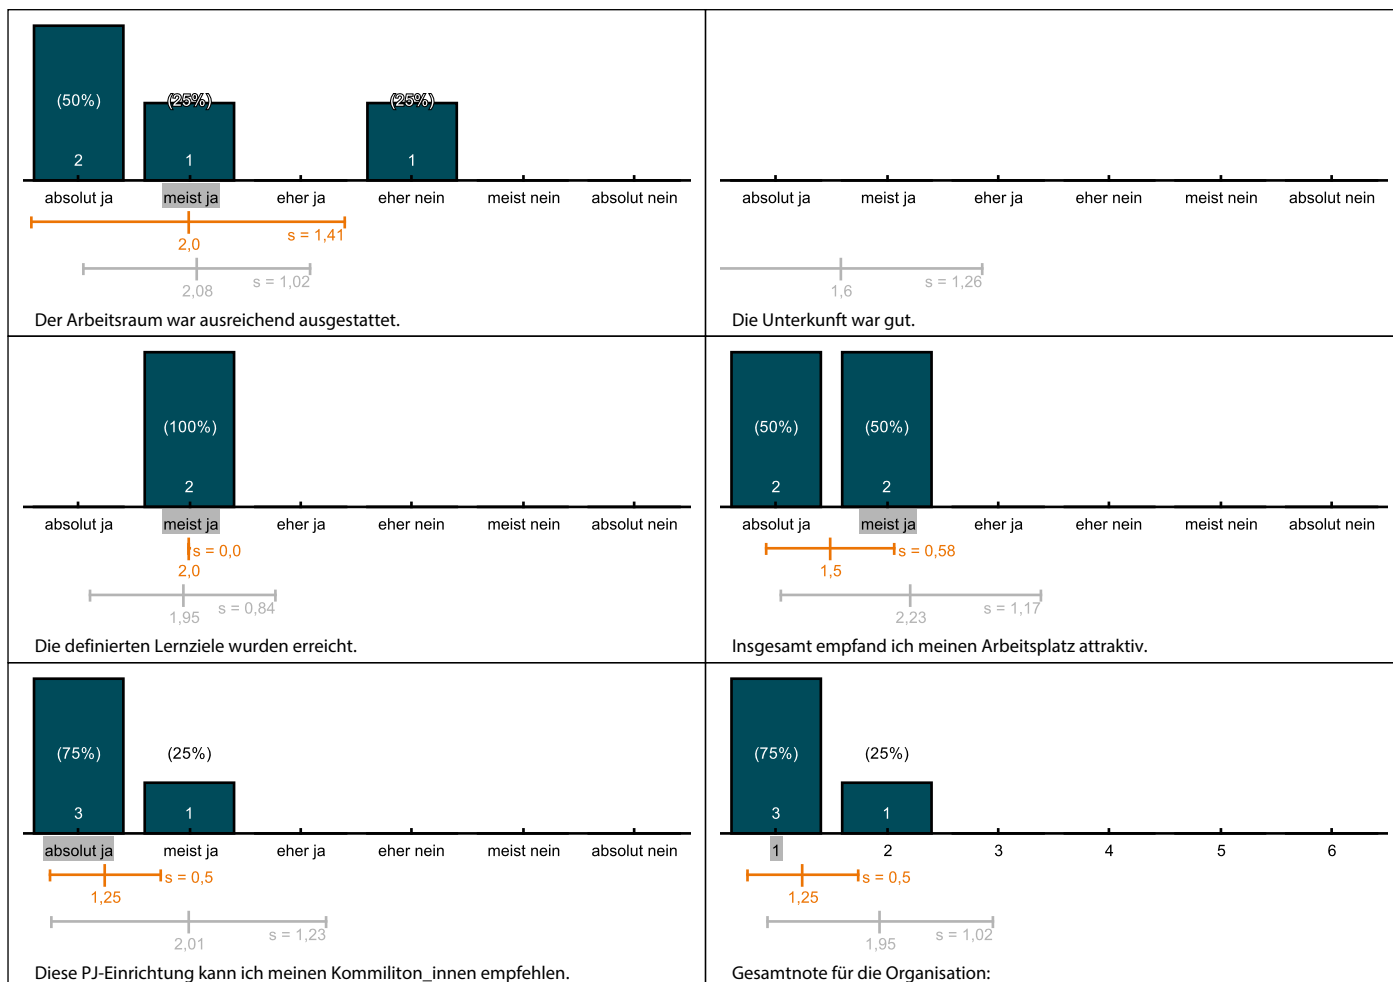 (50%) (25%) (25%)
2 1 1
absolut ja meist ja eher ja eher nein meist nein absolut nein
s = 1,41
2,0
s = 1,02
2,08
Der Arbeitsraum war ausreichend ausgestattet.
absolut ja meist ja eher ja eher nein meist nein absolut nein
s = 1,26
1,6
Die Unterkunft war gut.
(100%)
2
absolut ja meist ja eher ja eher nein meist nein absolut nein
s = 0,0
2,0
s = 0,84
1,95
Die definierten Lernziele wurden erreicht.
(50%) (50%)
2 2
absolut ja meist ja eher ja eher nein meist nein absolut nein
s = 0,58
1,5
s = 1,17
2,23
Insgesamt empfand ich meinen Arbeitsplatz attraktiv.
(75%) (25%)
3 1
absolut ja meist ja eher ja eher nein meist nein absolut nein
s = 0,5
1,25
s = 1,23
2,01
Diese PJ-Einrichtung kann ich meinen Kommiliton_innen empfehlen.
(75%) (25%)
3 1
1 2 3 4 5 6
s = 0,5
1,25
s = 1,02
1,95
Gesamtnote für die Organisation: